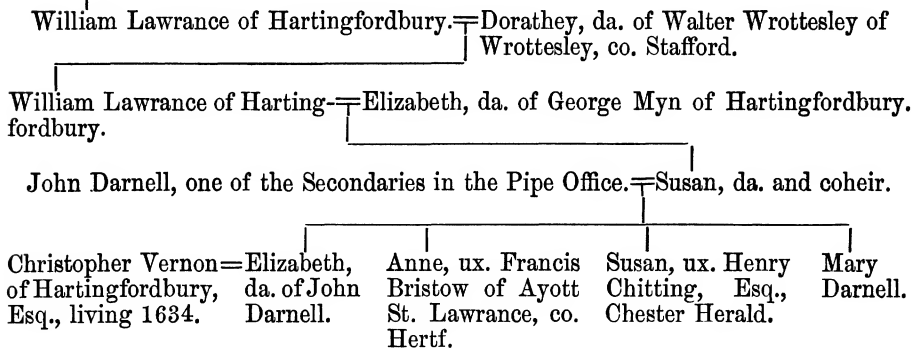 William Lawrance of Hartingfordbury.=Dorathey, da. of Walter Wrottesley of
Wrottesley, co. Stafford.
William Lawrance of Harting-=Elizabeth, da. of George Myn of Hartingfordbury.
fordbury.
John Darnell, one of the Secondaries in the Pipe Office.=Susan, da. and coheir.
Christopher Vernon=Elizabeth,
of Hartingfordbury, da. of John
Esq., living 1634. Darnell.
Anne, ux. Francis
Bristow of Ayott
St. Lawrance, co.
Hertf.
Susan, ux. Henry
Chitting, Esq.,
Chester Herald.
Mary
Darnell.